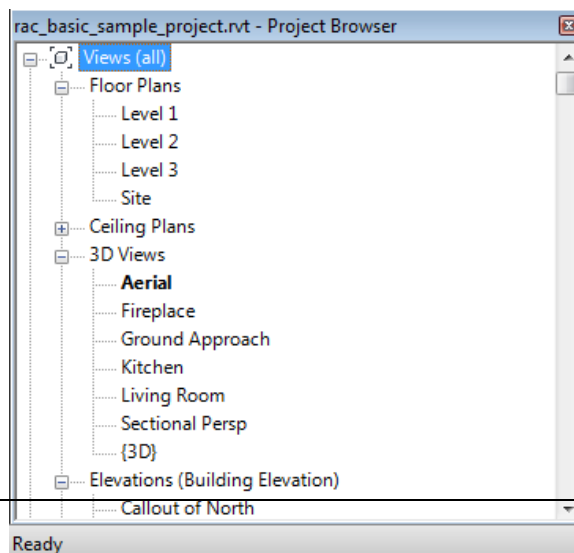 rac_basic_sample_project.rvt - Project Browser
Views (all)
Floor Plans
Level 1
Level 2
Level 3
Site
Ceiling Plans
3D Views
Aerial
Fireplace
Ground Approach
Kitchen
Living Room
Sectional Persp
{3D}
Elevations (Building Elevation)
Callout of North
Ready